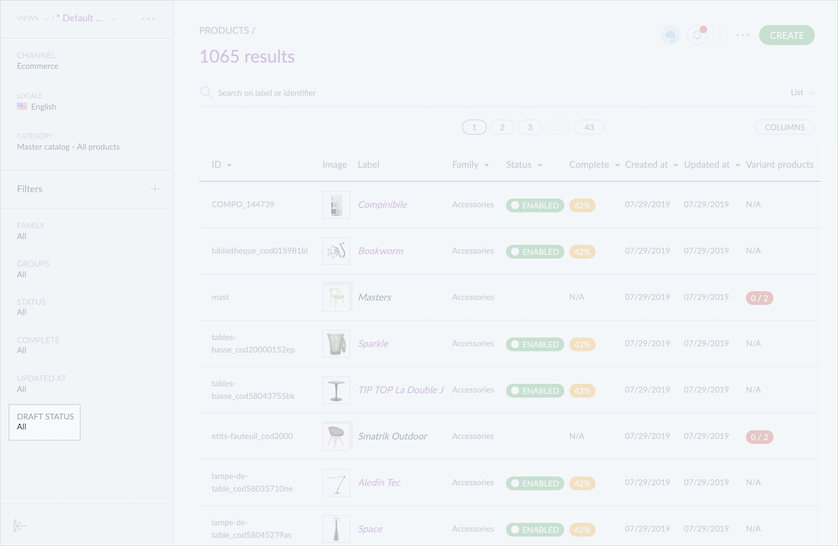 VIEWS / * Default ...
CHANNEL
Ecommerce
LOCALE
English
CATEGORY
Master catalog - All products
Filters
FAMILY
All
GROUPS
All
STATUS
All
COMPLETE
All
UPDATED AT
All
DRAFT STATUS
All
PRODUCTS /
CREATE
1065 results
Search on label or identifier
List
1 2 3 ... 43
COLUMNS
ID Image Label Family Status Complete Created at Updated at Variant products
COMPO_144739 Compinibile Accessories ENABLED 42% 07/29/2019 07/29/2019 N/A
bibliotheque_cod015981bt Bookworm Accessories ENABLED 42% 07/29/2019 07/29/2019 N/A
mast Masters Accessories N/A 07/29/2019 07/29/2019 0 / 2
tables-
basse_cod20000152ep Sparkle Accessories ENABLED 42% 07/29/2019 07/29/2019 N/A
tables-
basse_cod58043755bk TIP TOP La Double J Accessories ENABLED 42% 07/29/2019 07/29/2019 N/A
etits-fauteuil_cod2000 Smatrik Outdoor Accessories N/A 07/29/2019 07/29/2019 0 / 2
lampe-de-
table_cod58035710ne Aledin Tec Accessories ENABLED 42% 07/29/2019 07/29/2019 N/A
lampe-de-
table_cod58045279as Space Accessories ENABLED 42% 07/29/2019 07/29/2019 N/A